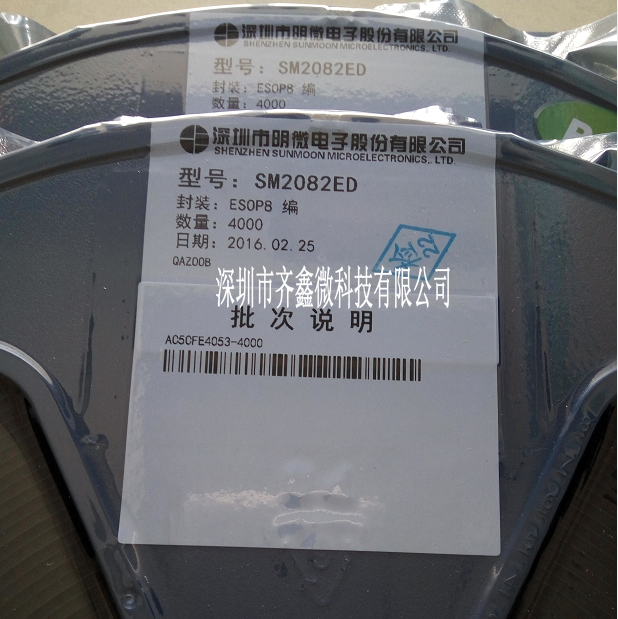 深圳市明微电子股份有限公司
SHENZHEN SUNMOON MICROELECTRONICS., LTD.
型号: SM2082ED
封装: ESOP8 编
数量: 4000
深圳市明微电子股份有限公司
SHENZHEN SUNMOON MICROELECTRONICS,. LTD.
型号: SM2082ED
封装: ESOP8 编
数量: 4000
日期: 2016.02.25
QAZOOB
检 22
深圳市齐鑫微科技有限公司
批次说明
AC5CFE4053-4000